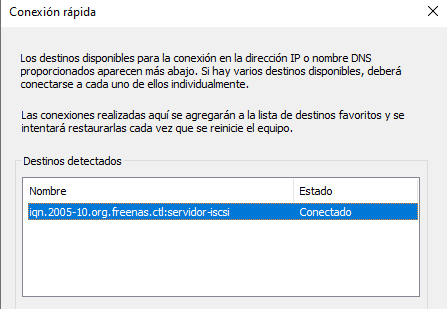 Conexión rápida
Los destinos disponibles para la conexión en la dirección IP o nombre DNS
proporcionados aparecen más abajo. Si hay varios destinos disponibles, deberá
conectarse a cada uno de ellos individualmente.
Las conexiones realizadas aquí se agregarán a la lista de destinos favoritos y se
intentará restaurarlas cada vez que se reinicie el equipo.
Destinos detectados
Nombre Estado
iqn.2005-10.org.freenas.ctl:servidor-iscsi Conectado